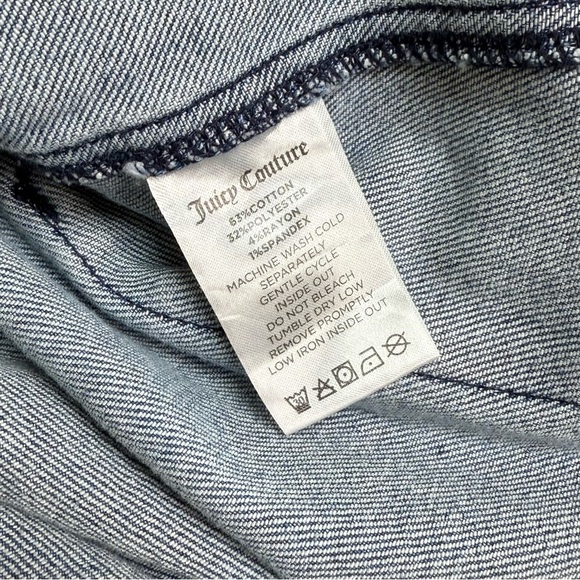 Juicy Couture
63%COTTON
32%POLYESTER
4%RAYON
1%SPANDEX
MACHINE WASH COLD
SEPARATELY
GENTLE CYCLE
INSIDE OUT
DO NOT BLEACH
TUMBLE DRY LOW
REMOVE PROMPTLY
LOW IRON INSIDE OUT